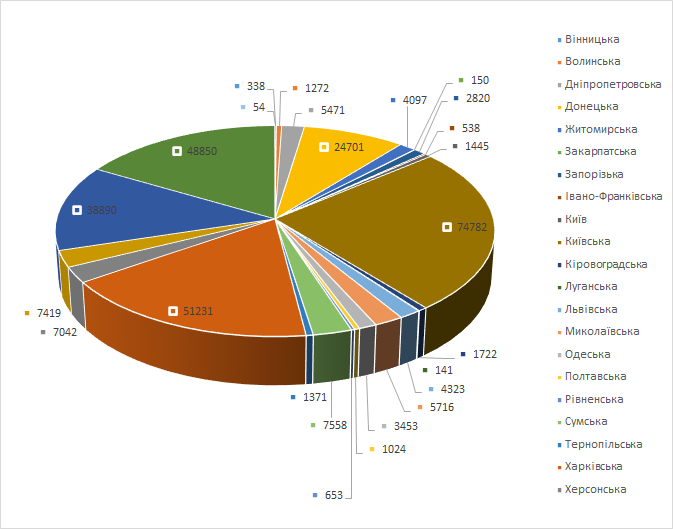 338
54
1272
5471
24701
4097
150
2820
538
1445
74782
1722
141
4323
5716
3453
1024
653
7558
1371
51231
7042
7419
38890
48850
Вінницька
Волинська
Дніпропетровська
Донецька
Житомирська
Закарпатська
Запорізька
Івано-Франківська
Київ
Київська
Кіровоградська
Луганська
Львівська
Миколаївська
Одеська
Полтавська
Рівненська
Сумська
Тернопільська
Харківська
Херсонська